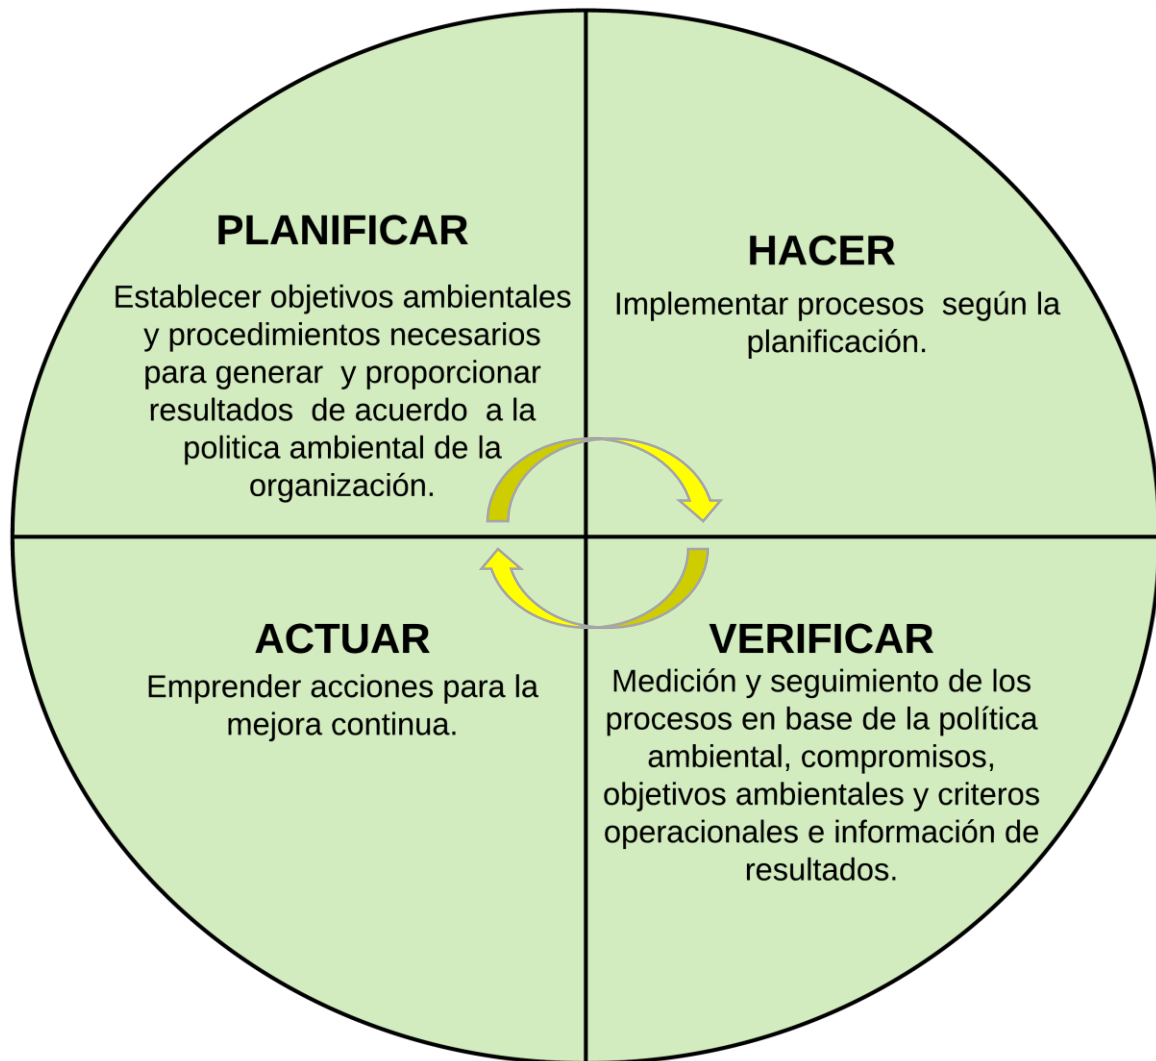 PLANIFICAR
Establecer objetivos ambientales
y procedimientos necesarios
para generar  y proporcionar
resultados  de acuerdo  a la
politica ambiental de la
organización.
HACER
Implementar procesos  según la
planificación.
ACTUAR
Emprender acciones para la
mejora continua.
VERIFICAR
Medición y seguimiento de los
procesos en base de la política
ambiental, compromisos,
objetivos ambientales y criteros
operacionales e información de
resultados.